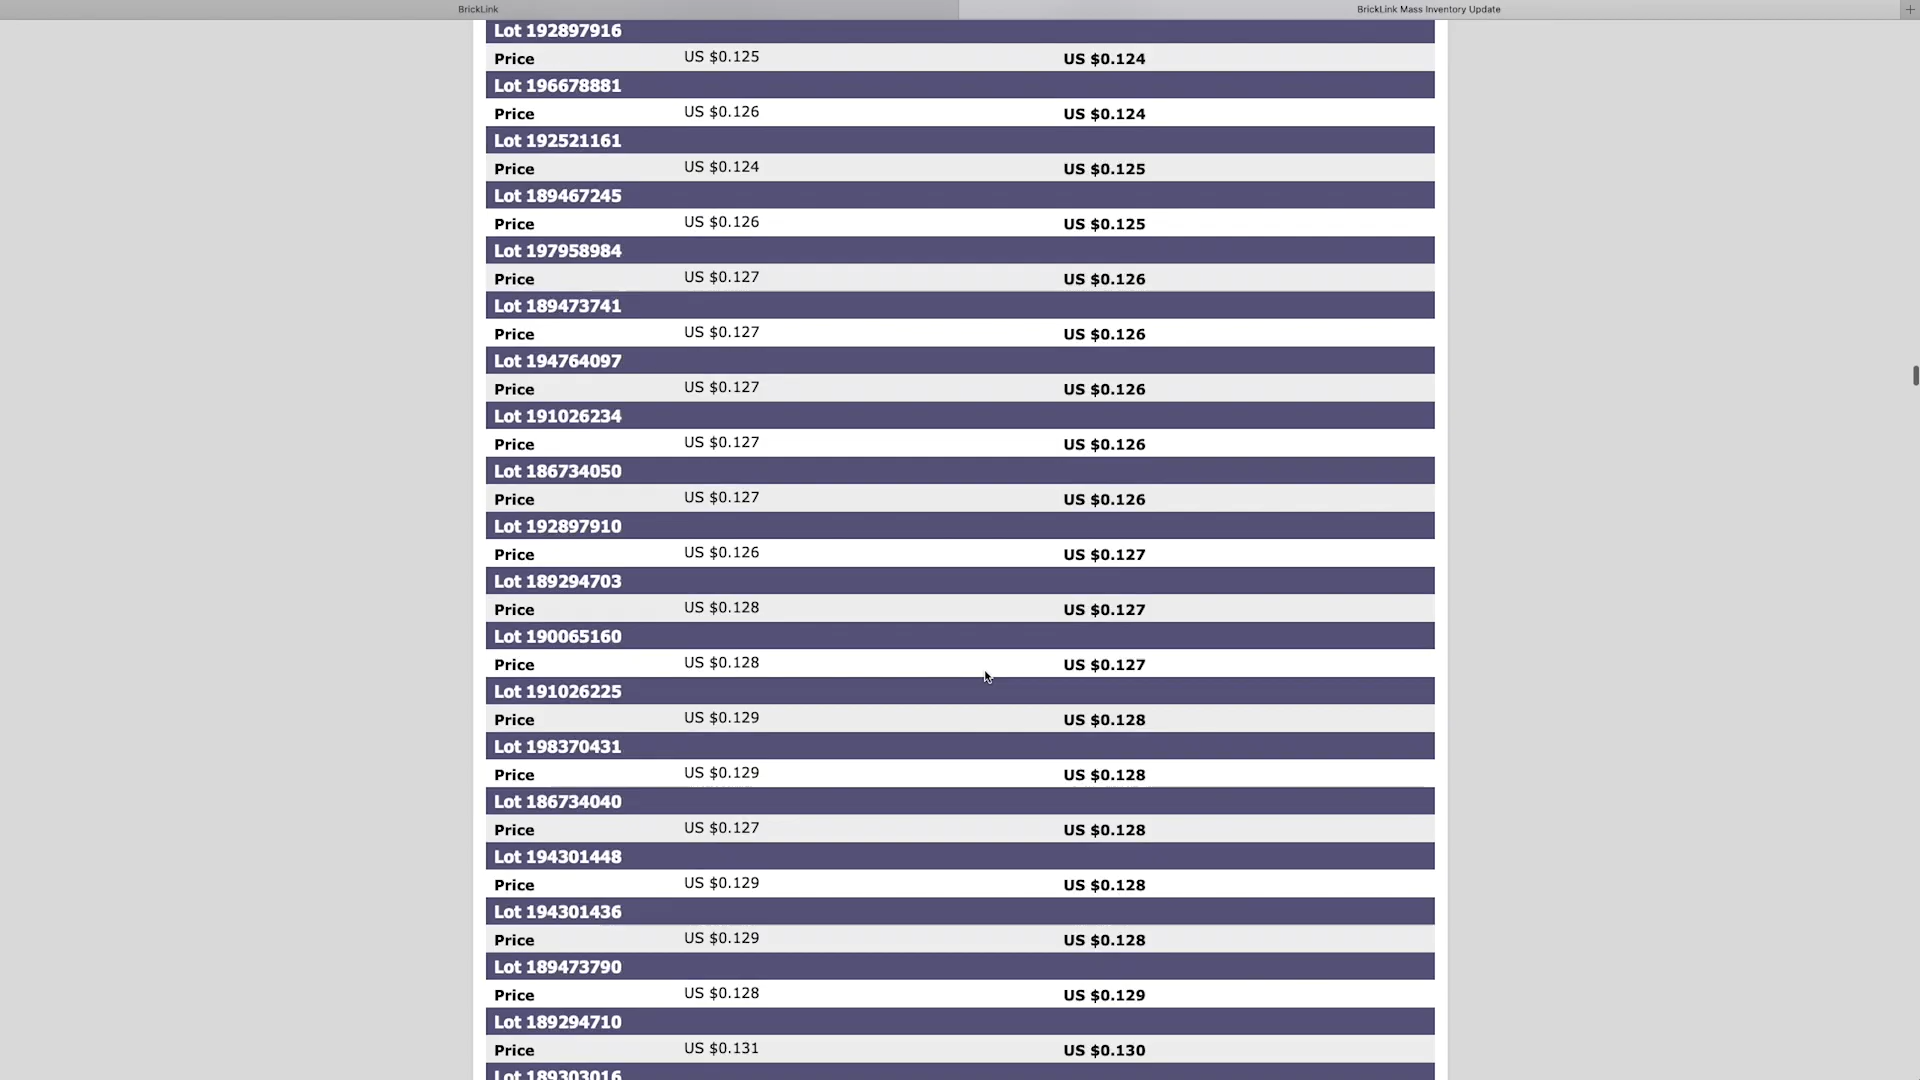 BrickLink
BrickLink Mass Inventory Update
Lot 192897916
Price US $0.125 US $0.124
Lot 196678881
Price US $0.126 US $0.124
Lot 192521161
Price US $0.124 US $0.125
Lot 189467245
Price US $0.126 US $0.125
Lot 197958984
Price US $0.127 US $0.126
Lot 189473741
Price US $0.127 US $0.126
Lot 194764097
Price US $0.127 US $0.126
Lot 191026234
Price US $0.127 US $0.126
Lot 186734050
Price US $0.127 US $0.126
Lot 192897910
Price US $0.126 US $0.127
Lot 189294703
Price US $0.128 US $0.127
Lot 190065160
Price US $0.128 US $0.127
Lot 191026225
Price US $0.129 US $0.128
Lot 198370431
Price US $0.129 US $0.128
Lot 186734040
Price US $0.127 US $0.128
Lot 194301448
Price US $0.129 US $0.128
Lot 194301436
Price US $0.129 US $0.128
Lot 189473790
Price US $0.128 US $0.129
Lot 189294710
Price US $0.131 US $0.130
Lot 189303016